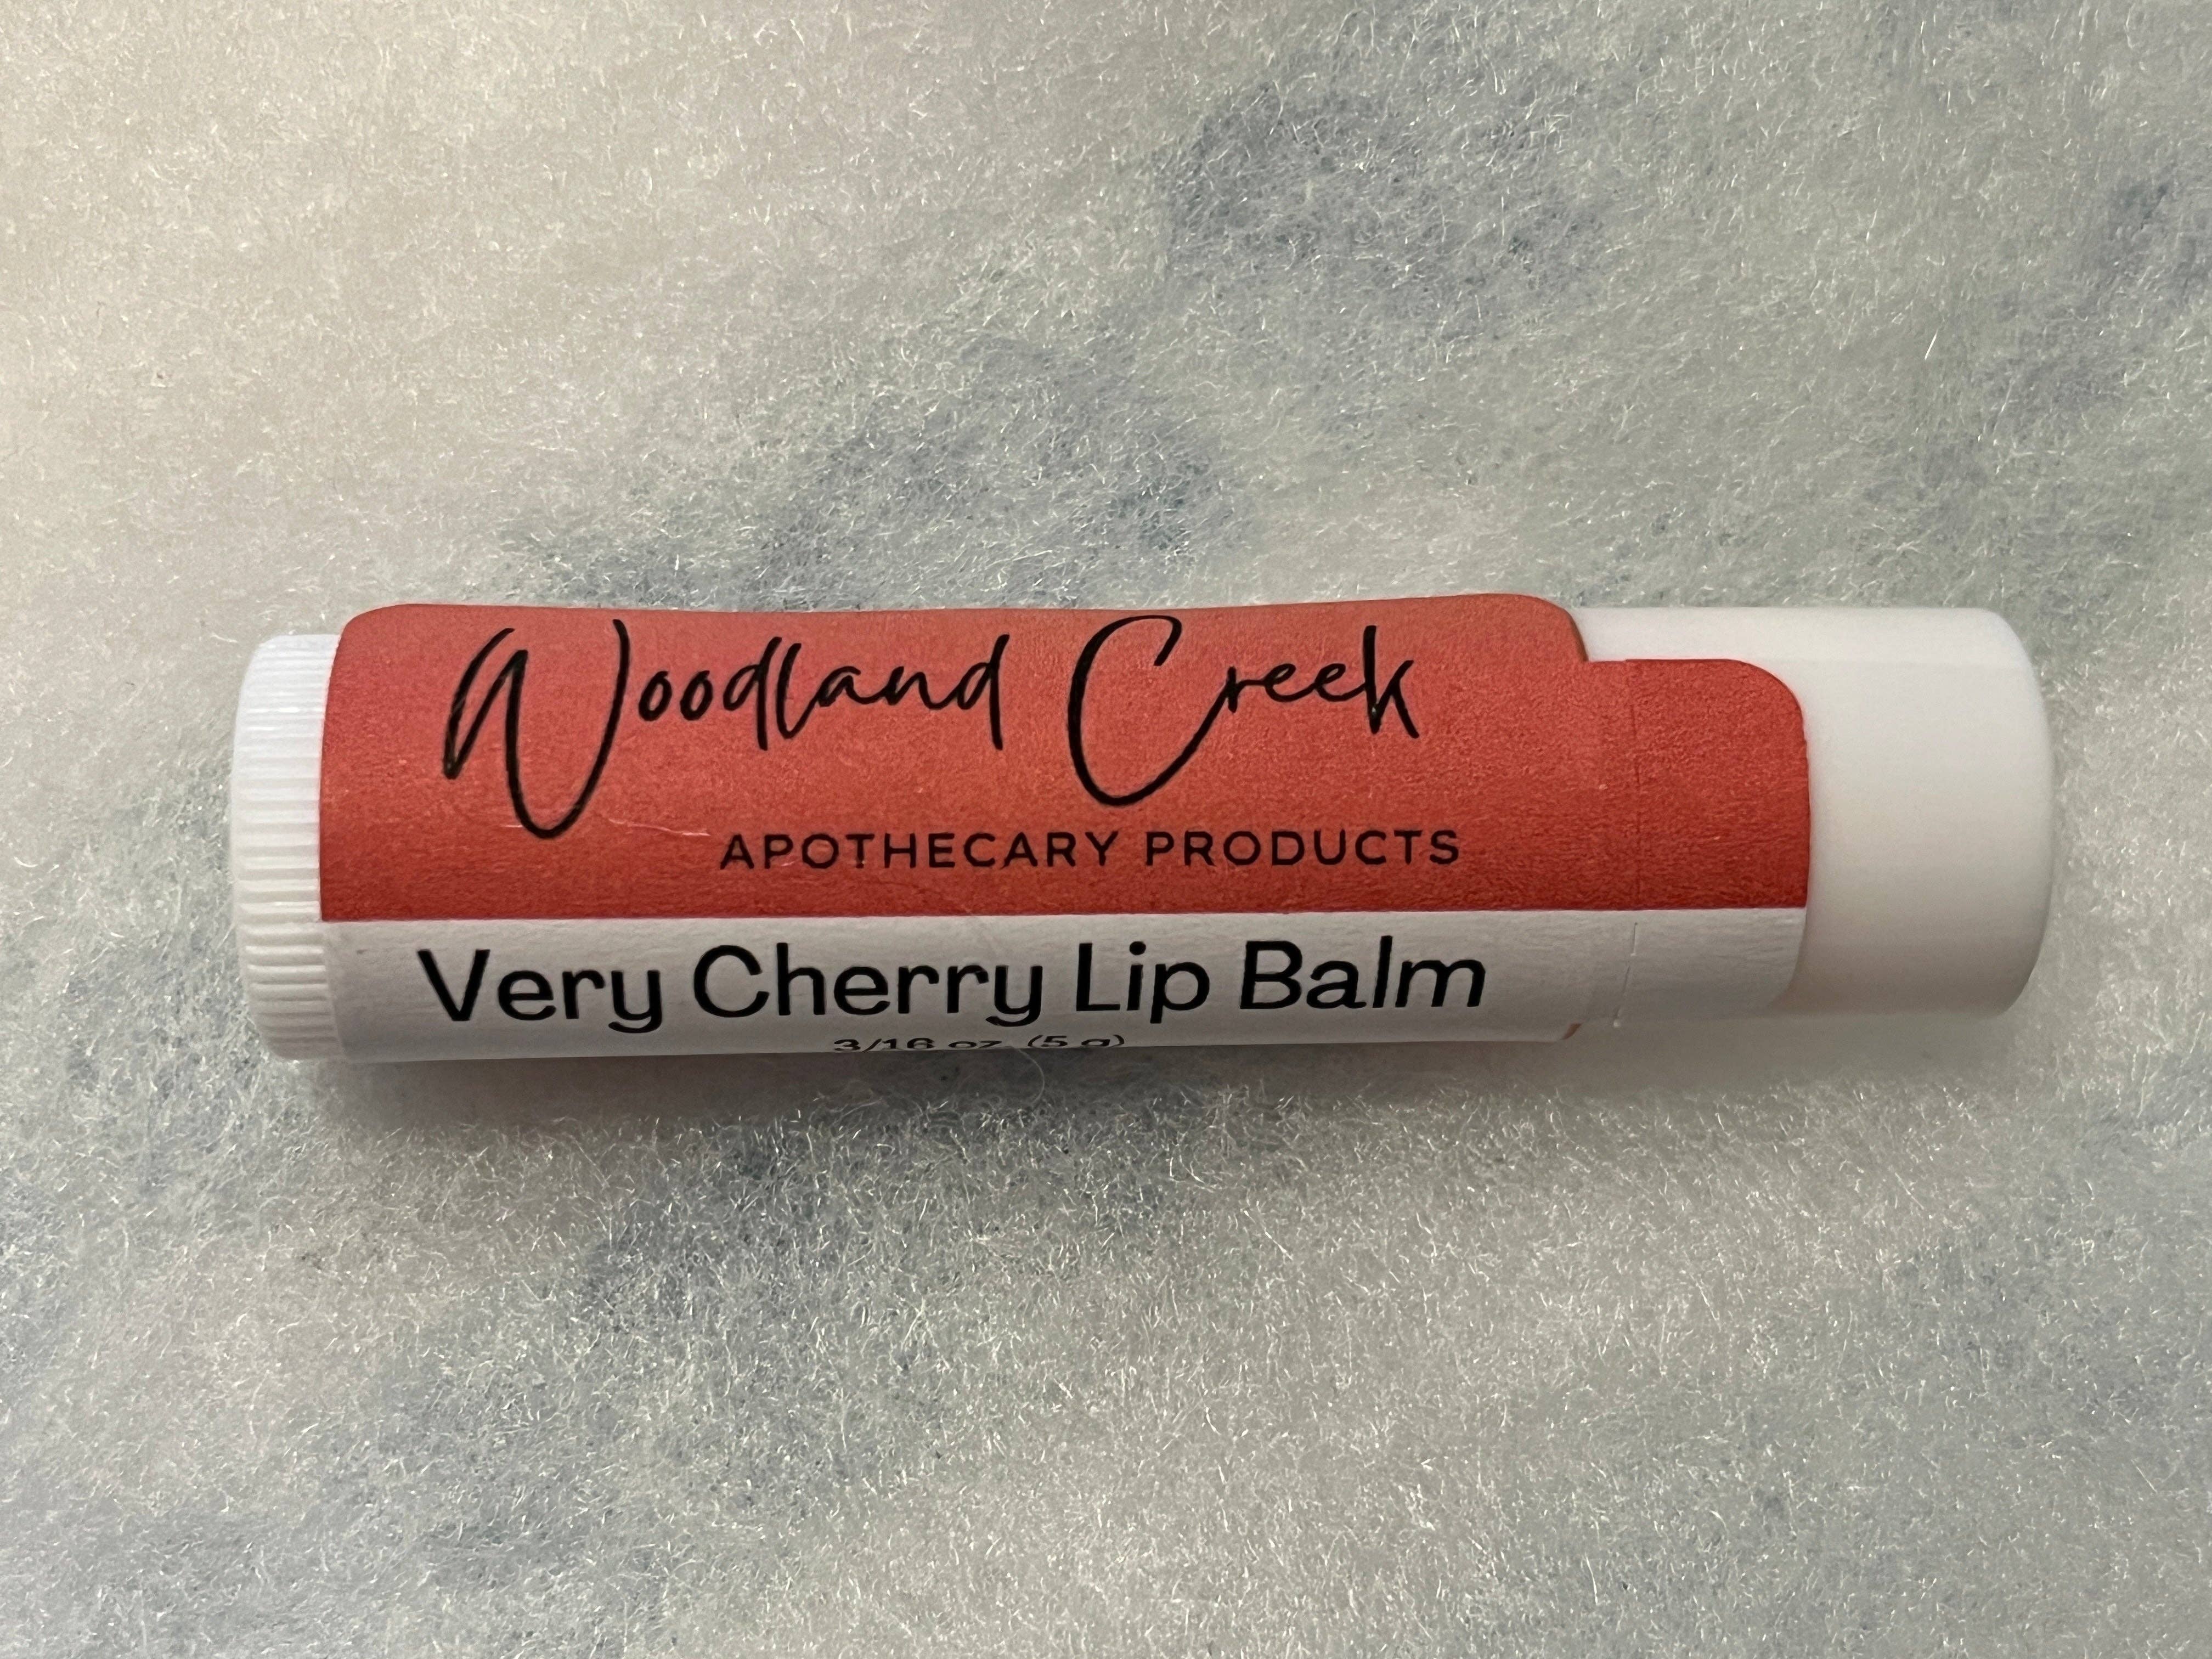 Woodland Creek
APOTHECARY PRODUCTS
Very Cherry Lip Balm
3/16 oz. (5 g)